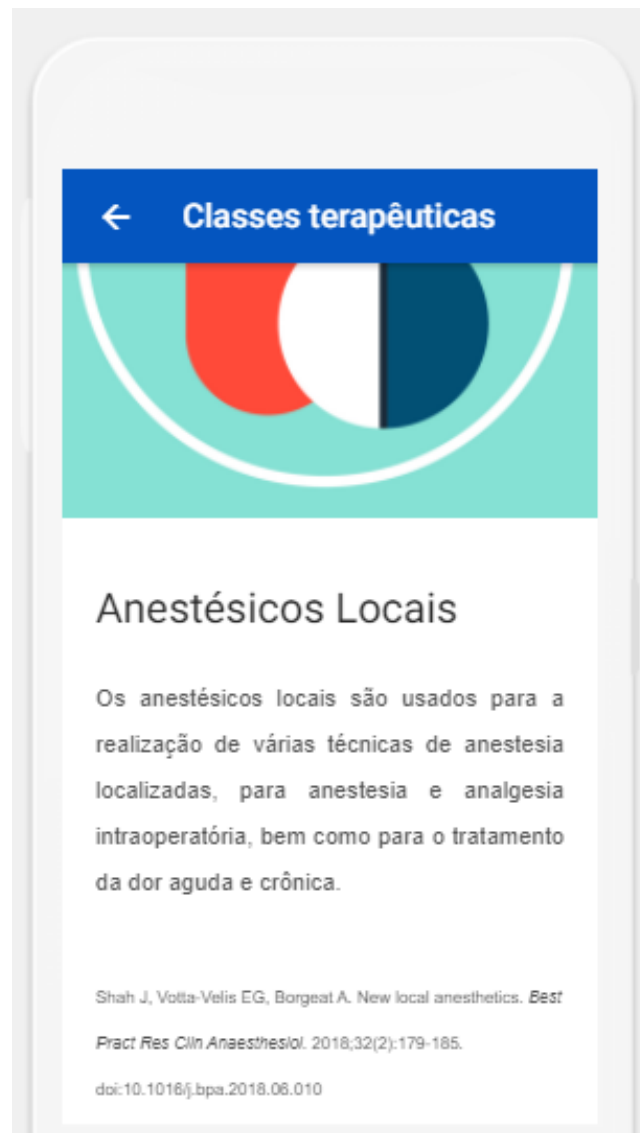 Classes terapêuticas
Anestésicos Locais
Os anestésicos locais são usados para a
realização de várias técnicas de anestesia
localizadas, para anestesia e analgesia
intraoperatória, bem como para o tratamento
da dor aguda e crônica.
Shah J, Votta-Velis EG, Borgeat A. New local anesthetics. Best
Pract Res Clin Anaesthesiol. 2018;32(2):179-185.
doi:10.1016/j.bpa.2018.06.010